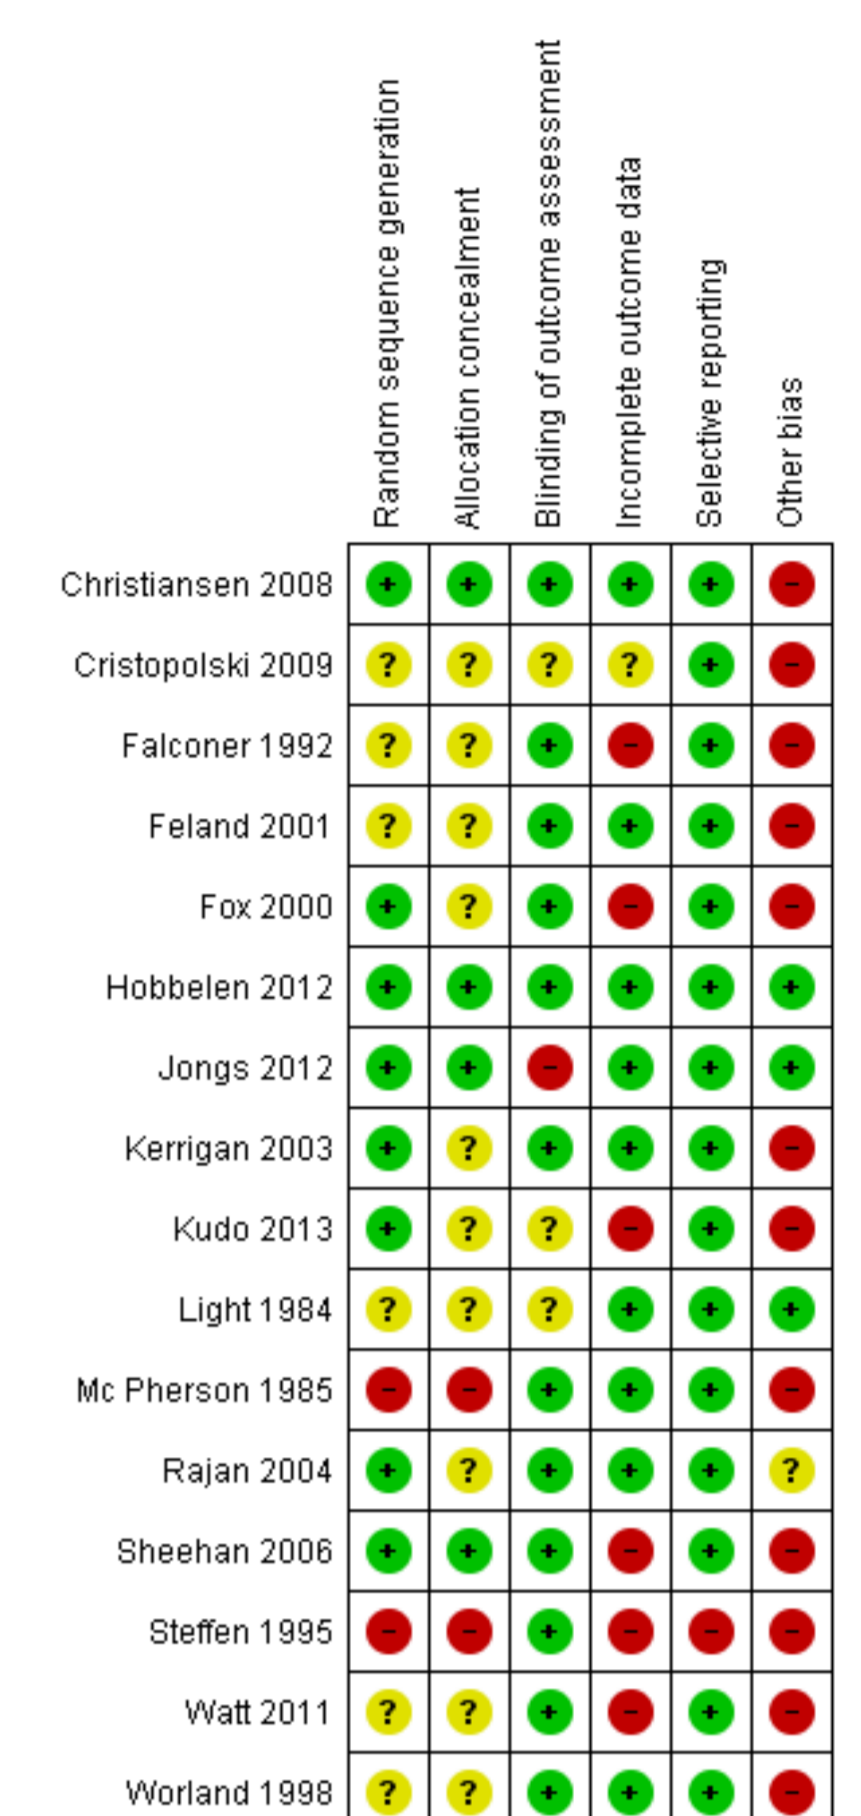 Random sequence generation
Allocation concealment
Blinding of outcome assessment
Incomplete outcome data
Selective reporting
Other bias
Christiansen 2008 + + + + + -
Cristopolski 2009 ? ? ? ? + -
Falconer 1992 ? ? + - + -
Feland 2001 ? ? + + + -
Fox 2000 + ? + - + -
Hobbelen 2012 + + + + + +
Jongs 2012 + + - + + +
Kerrigan 2003 + ? + + + -
Kudo 2013 + ? ? - + -
Light 1984 ? ? ? + + +
Mc Pherson 1985 - - + + + -
Rajan 2004 + ? + + + ?
Sheehan 2006 + + + - + -
Steffen 1995 - - + - - -
Watt 2011 ? ? + - + -
Worland 1998 ? ? + + + -